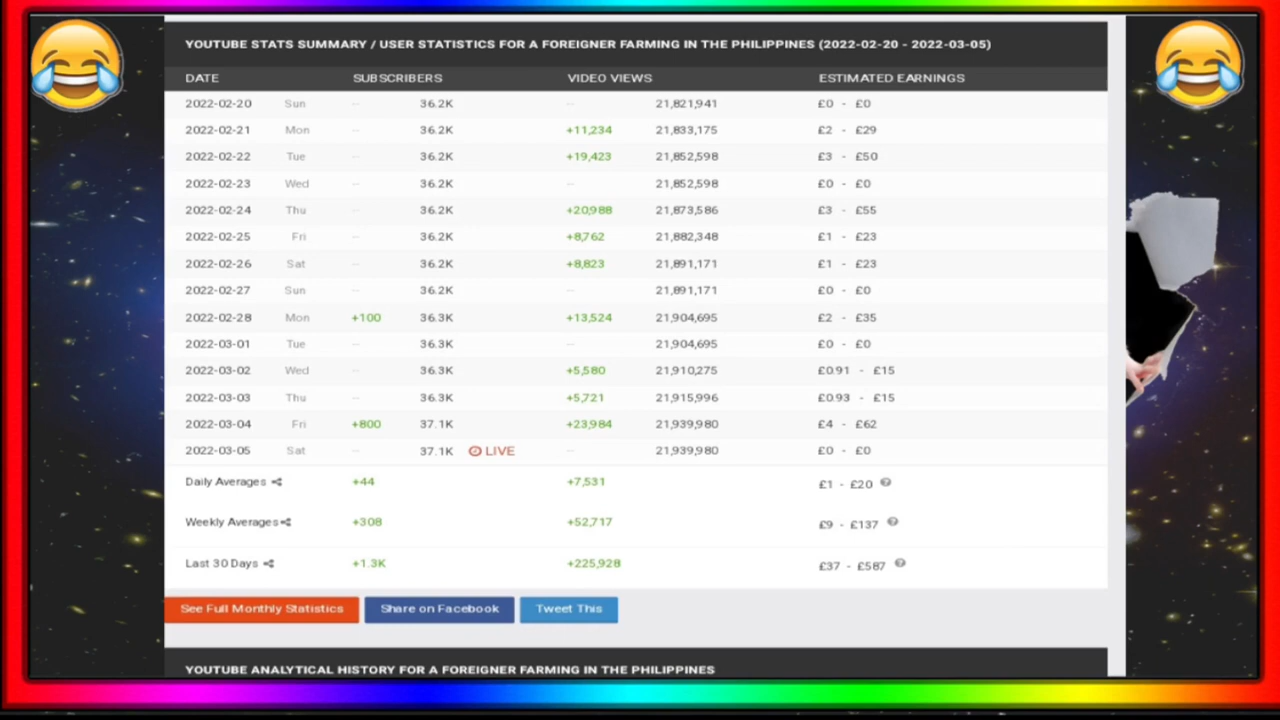 YOUTUBE STATS SUMMARY / USER STATISTICS FOR A FOREIGNER FARMING IN THE PHILIPPINES (2022-02-20 - 2022-03-05)
DATE SUBSCRIBERS VIDEO VIEWS ESTIMATED EARNINGS
2022-02-20 Sun -- 36.2K -- 21,821,941 £0 - £0
2022-02-21 Mon -- 36.2K +11,234 21,833,175 £2 - £29
2022-02-22 Tue -- 36.2K +19,423 21,852,598 £3 - £50
2022-02-23 Wed -- 36.2K -- 21,852,598 £0 - £0
2022-02-24 Thu -- 36.2K +20,988 21,873,586 £3 - £55
2022-02-25 Fri -- 36.2K +8,762 21,882,348 £1 - £23
2022-02-26 Sat -- 36.2K +8,823 21,891,171 £1 - £23
2022-02-27 Sun -- 36.2K -- 21,891,171 £0 - £0
2022-02-28 Mon +100 36.3K +13,524 21,904,695 £2 - £35
2022-03-01 Tue -- 36.3K -- 21,904,695 £0 - £0
2022-03-02 Wed -- 36.3K +5,580 21,910,275 £0.91 - £15
2022-03-03 Thu -- 36.3K +5,721 21,915,996 £0.93 - £15
2022-03-04 Fri +800 37.1K +23,984 21,939,980 £4 - £62
2022-03-05 Sat -- 37.1K LIVE -- 21,939,980 £0 - £0
Daily Averages +44 +7,531 £1 - £20
Weekly Averages +308 +52,717 £9 - £137
Last 30 Days +1.3K +225,928 £37 - £587
See Full Monthly Statistics Share on Facebook Tweet This
YOUTUBE ANALYTICAL HISTORY FOR A FOREIGNER FARMING IN THE PHILIPPINES